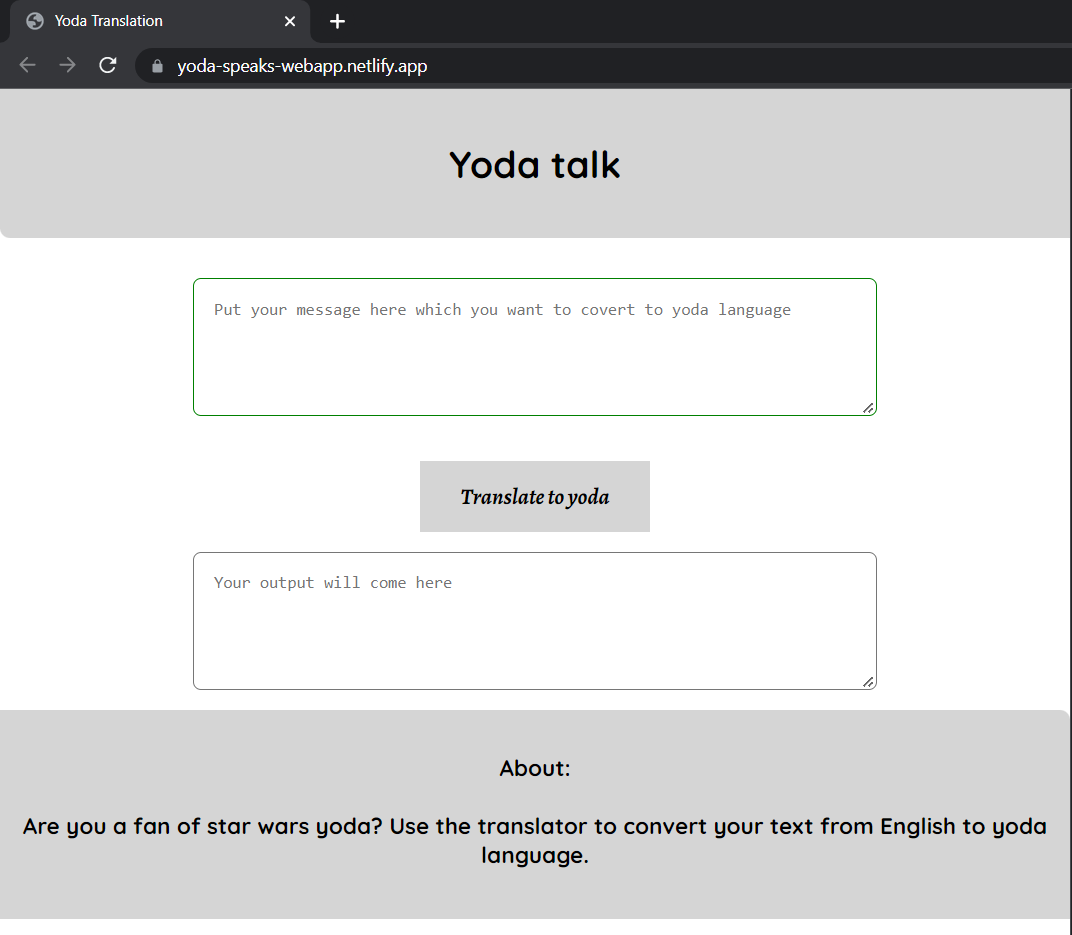 Yoda Translation
yoda-speaks-webapp.netlify.app
Yoda talk
Put your message here which you want to covert to yoda language
Translate to yoda
Your output will come here
About:
Are you a fan of star wars yoda? Use the translator to convert your text from English to yoda
language.